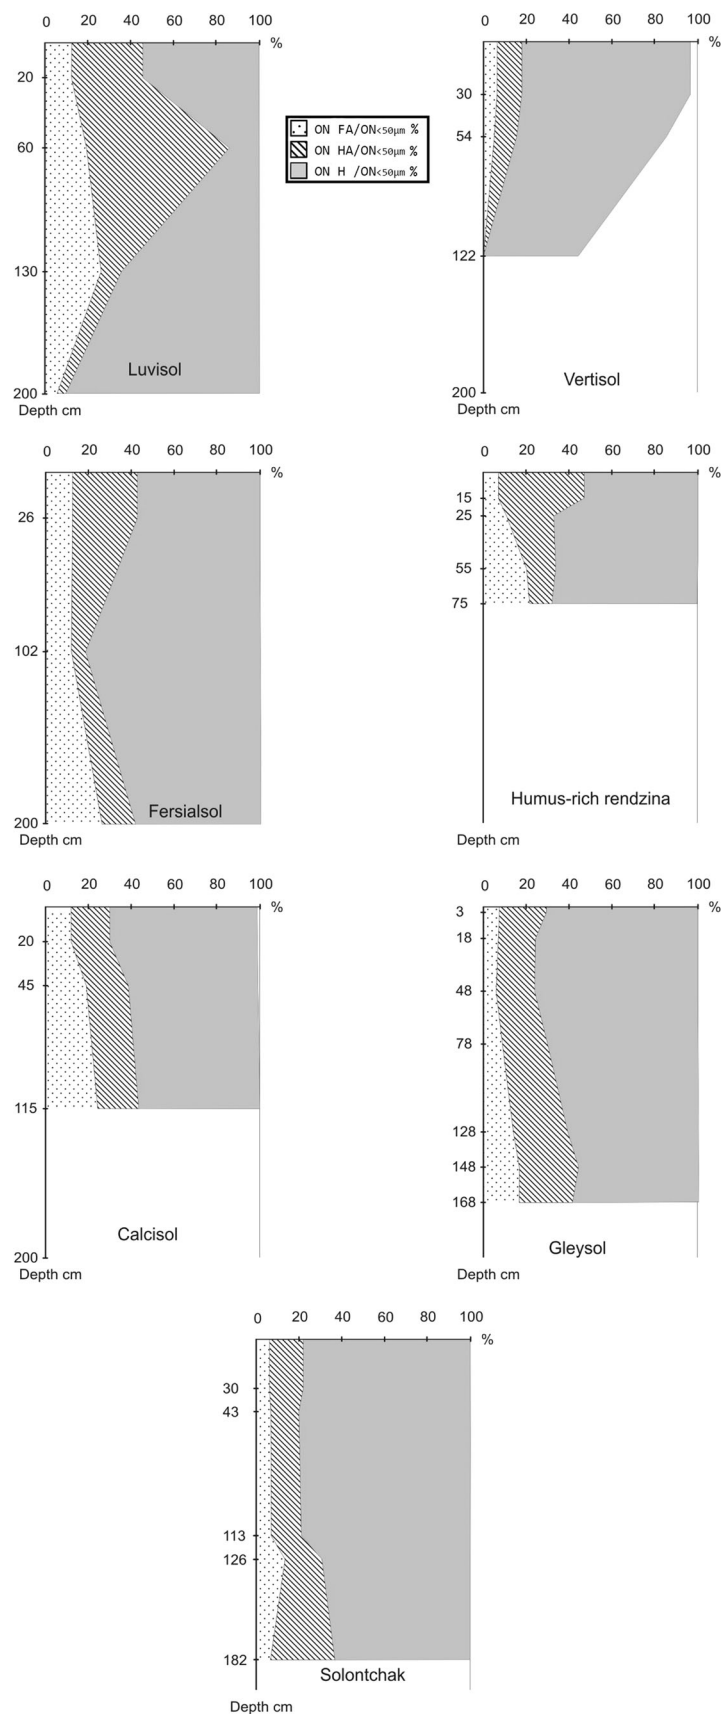 0 20 40 60 80 100
%
20
60
130
200
Depth cm
Luvisol
ON FA/ON<50µm %
ON HA/ON<50µm %
ON H /ON<50µm %
0 20 40 60 80 100
%
30
54
122
200
Depth cm
Vertisol
0 20 40 60 80 100
%
26
102
200
Depth cm
Fersialsol
0 20 40 60 80 100
%
15
25
55
75
Humus-rich rendzina
Depth cm
0 20 40 60 80 100
%
20
45
115
200
Depth cm
Calcisol
0 20 40 60 80 100
%
3
18
48
78
128
148
168
Gleysol
Depth cm
0 20 40 60 80 100
%
30
43
113
126
182
Solontchak
Depth cm